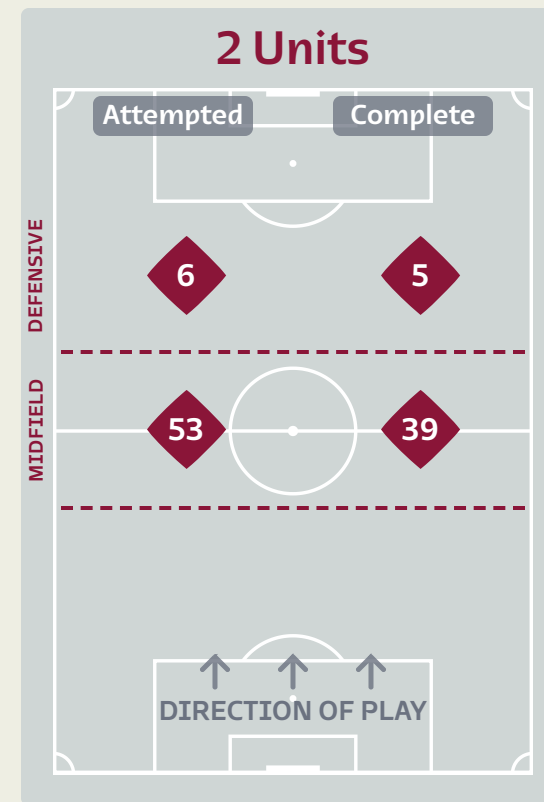 2 Units
Attempted Complete
DEFENSIVE
6 5
MIDFIELD
53 39
DIRECTION OF PLAY